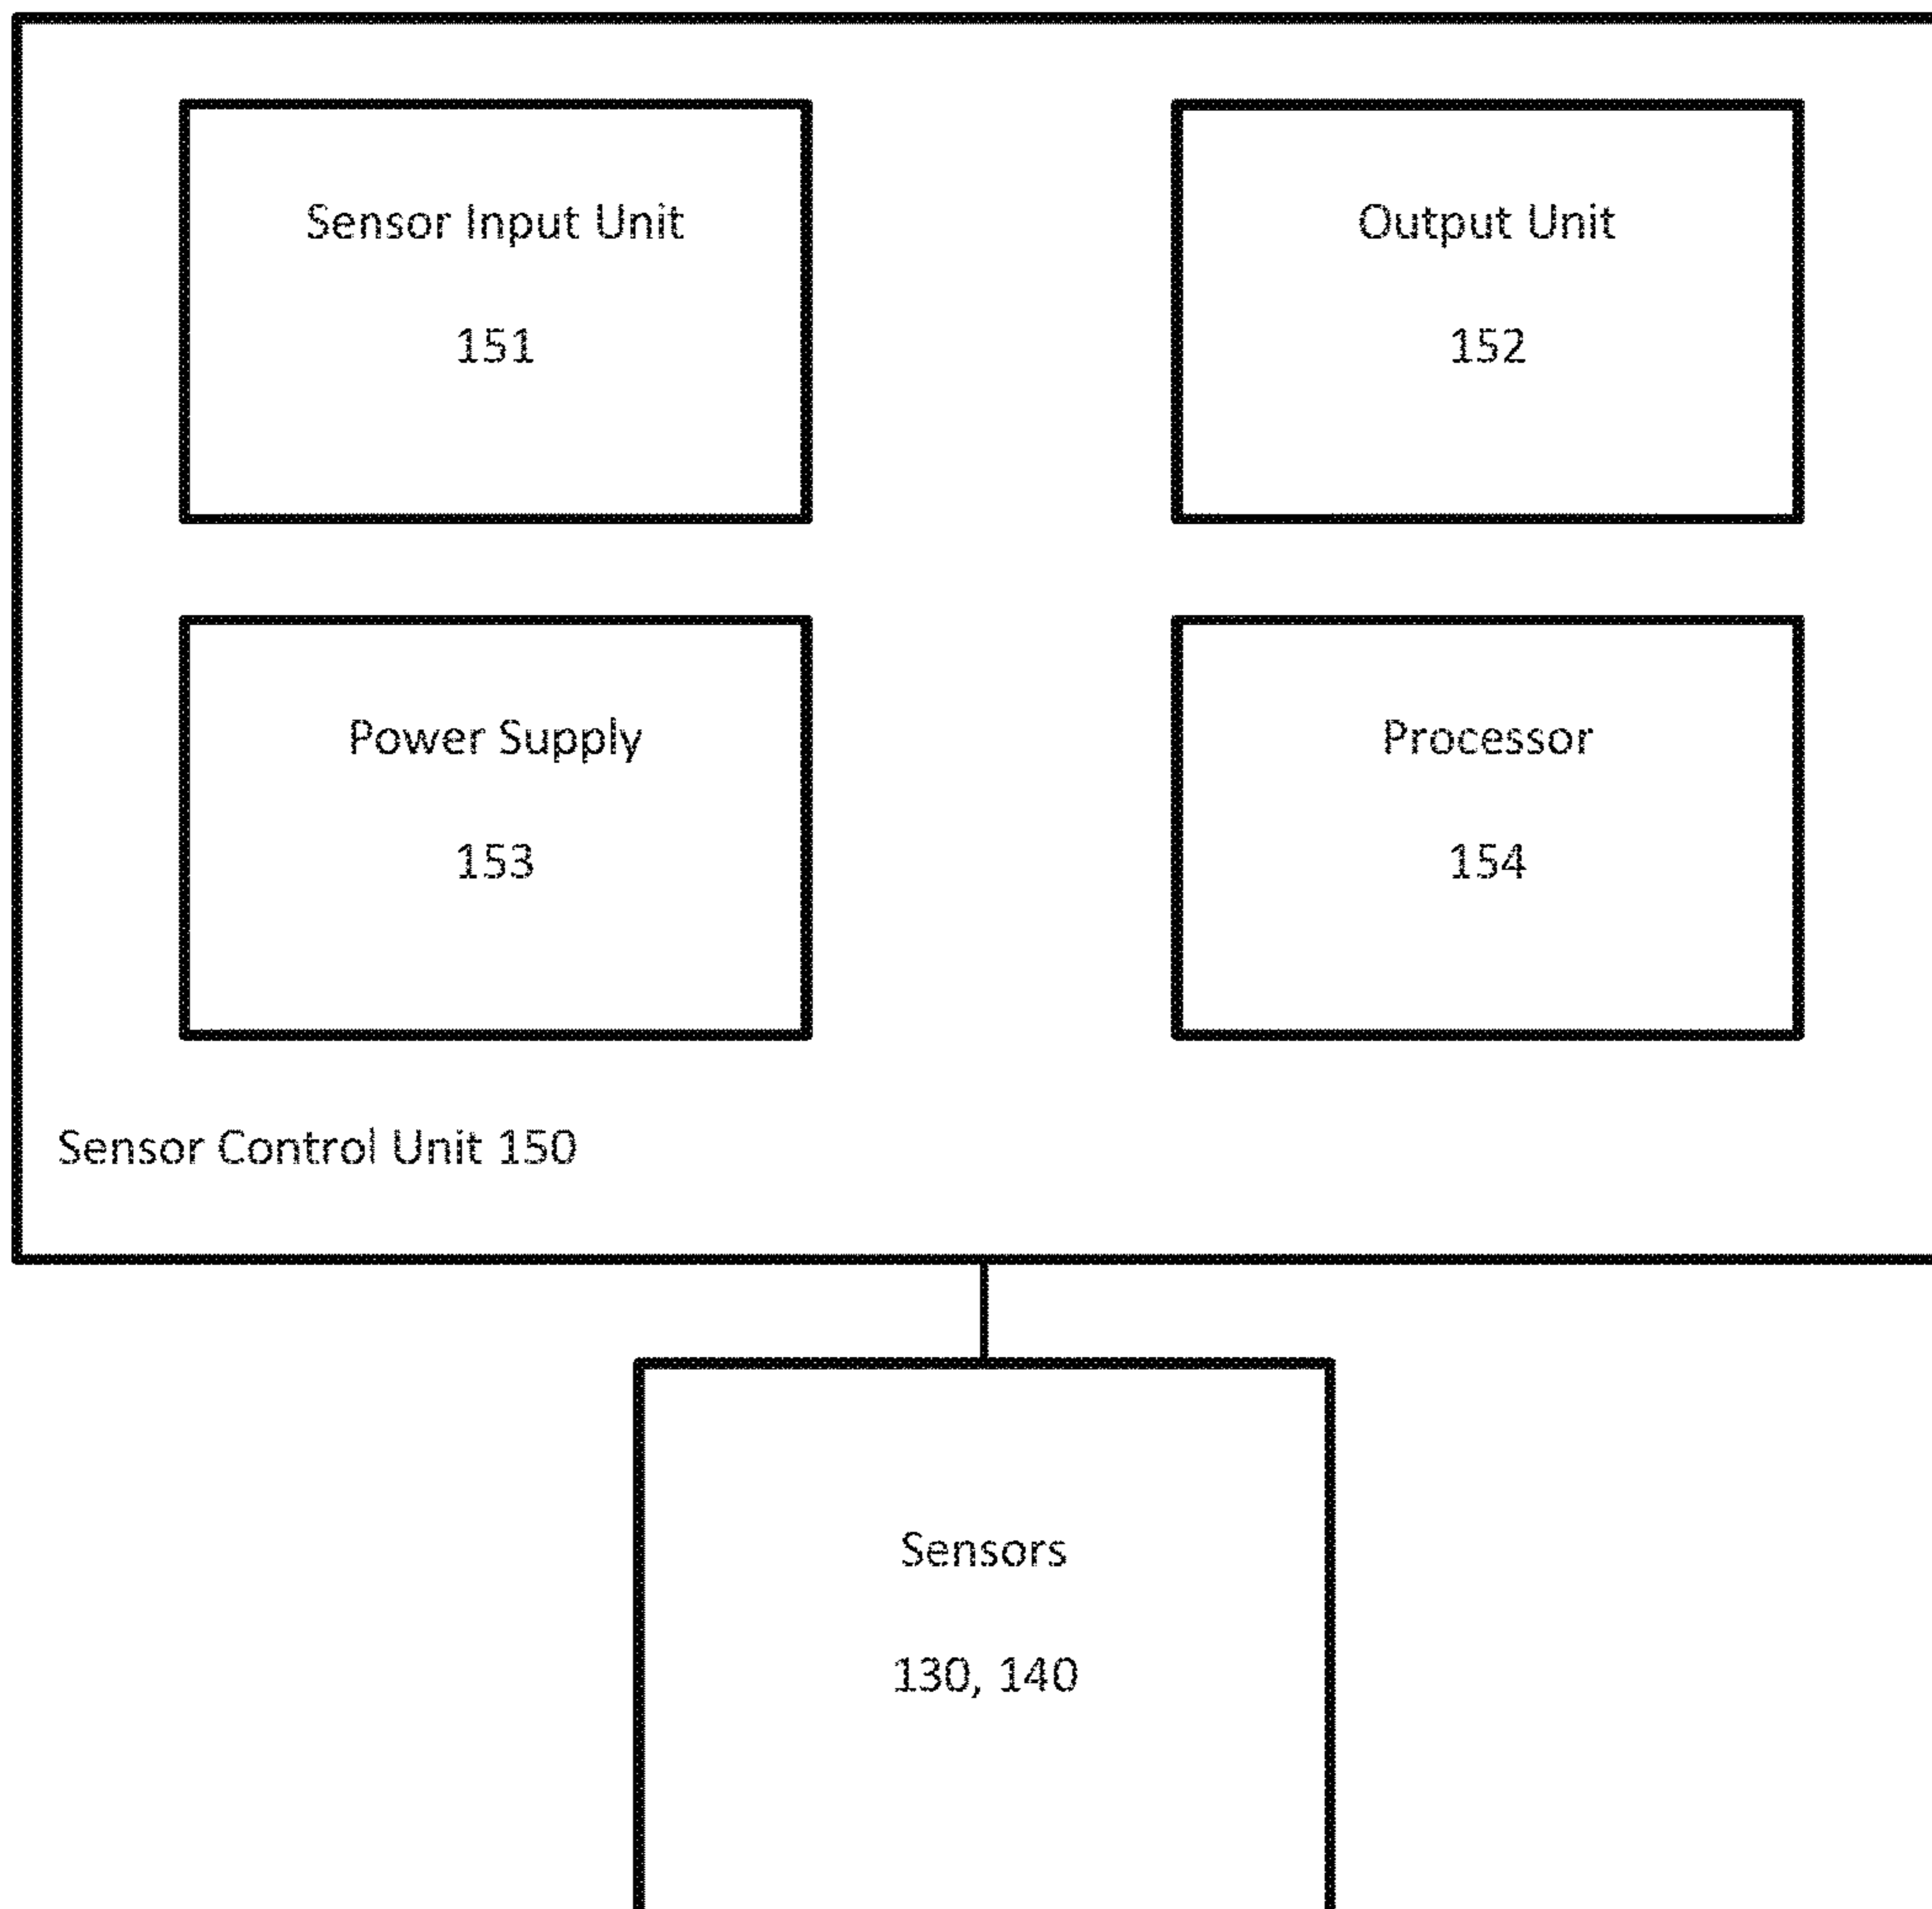 Sensor Input Unit
151
Output Unit
152
Power Supply
153
Processor
154
Sensor Control Unit 150
Sensors
130, 140